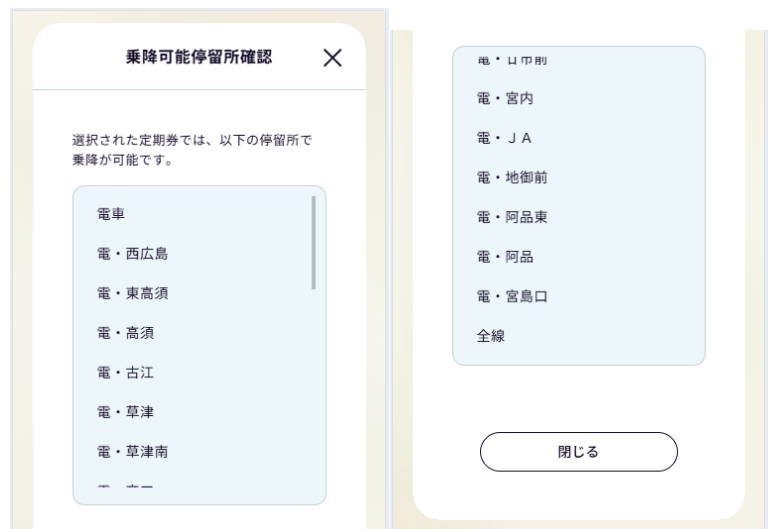 乗降可能停留所確認
選択された定期券では、以下の停留所で
乗降が可能です。
電車
電・西広島
電・東高須
電・高須
電・古江
電・草津
電・草津南
電・宮内
電・ＪＡ
電・地御前
電・阿品東
電・阿品
電・宮島口
全線
閉じる